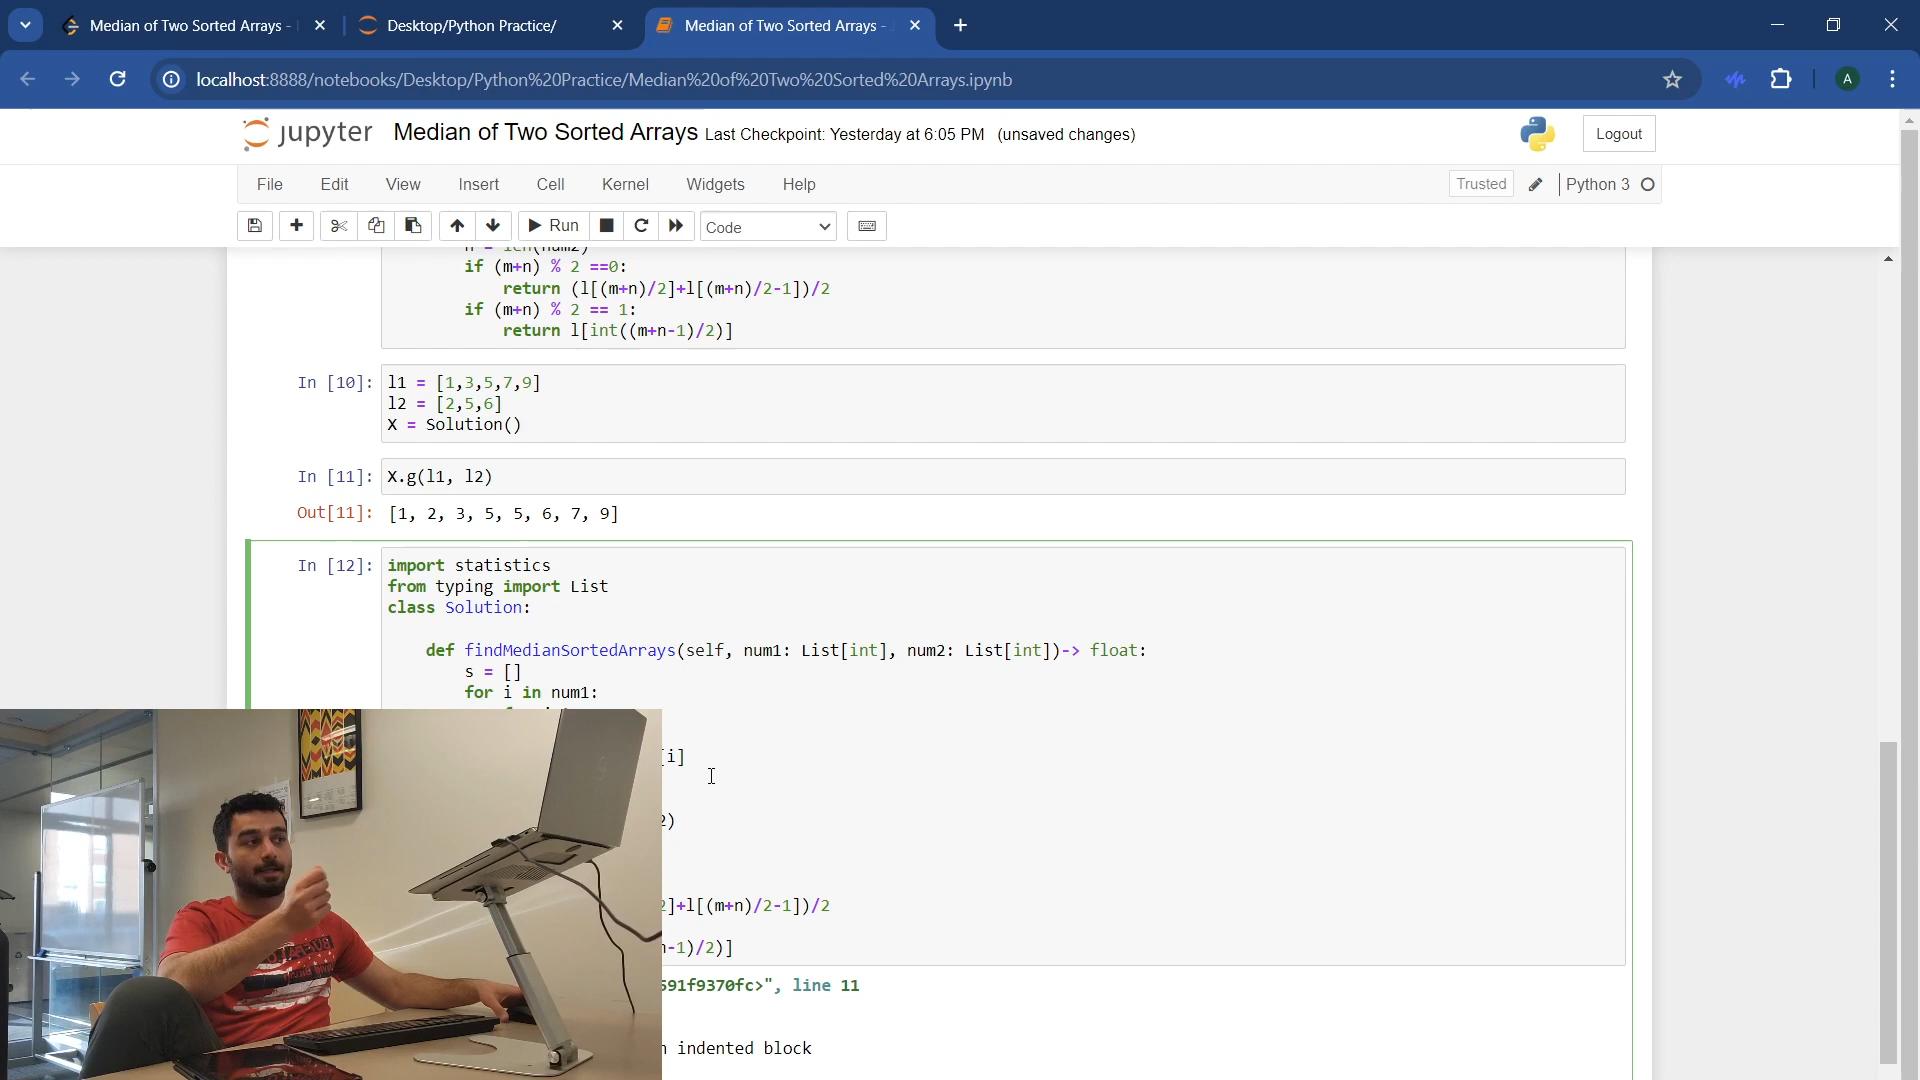 Median of Two Sorted Arrays -
Desktop/Python Practice/
Median of Two Sorted Arrays -
localhost:8888/notebooks/Desktop/Python%20Practice/Median%20of%20Two%20Sorted%20Arrays.ipynb
A
jupyter Median of Two Sorted Arrays Last Checkpoint: Yesterday at 6:05 PM (unsaved changes)
Logout
File Edit View Insert Cell Kernel Widgets Help
Trusted
Python 3
Run
Code
n = len(num2)
if (m+n) % 2 ==0:
return (l[(m+n)/2]+l[(m+n)/2-1])/2
if (m+n) % 2 == 1:
return l[int((m+n-1)/2)]
In [10]: l1 = [1,3,5,7,9]
l2 = [2,5,6]
X = Solution()
In [11]: X.g(l1, l2)
Out[11]: [1, 2, 3, 5, 5, 6, 7, 9]
In [12]: import statistics
from typing import List
class Solution:
def findMedianSortedArrays(self, num1: List[int], num2: List[int])-> float:
s = []
for i in num1:
[i]
2)
2]+l[(m+n)/2-1])/2
-1)/2)]
591f9370fc>", line 11
indented block